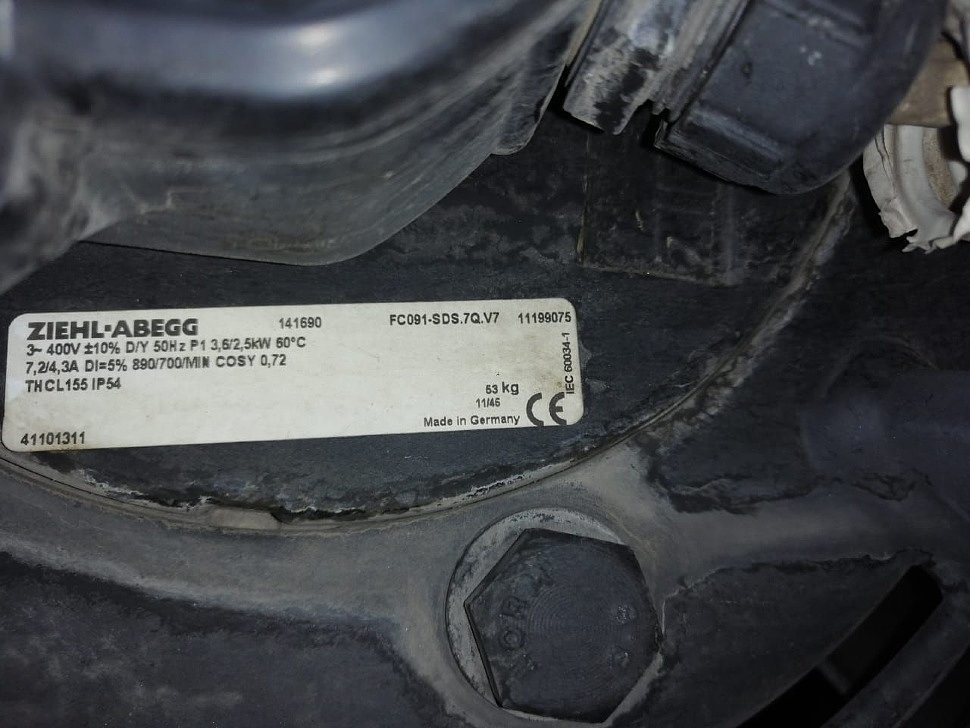 ZIEHL-ABEGG 141690 FC091-SDS.7Q.V7 11199075
3~ 400V ±10% D/Y 50Hz P1 3,6/2,5kW 60°C
7,2/4,3A DI=5% 890/700/MIN COSY 0,72
THCL155 IP54
53 kg
11/45
Made in Germany CE
IEC 60034-1
41101311